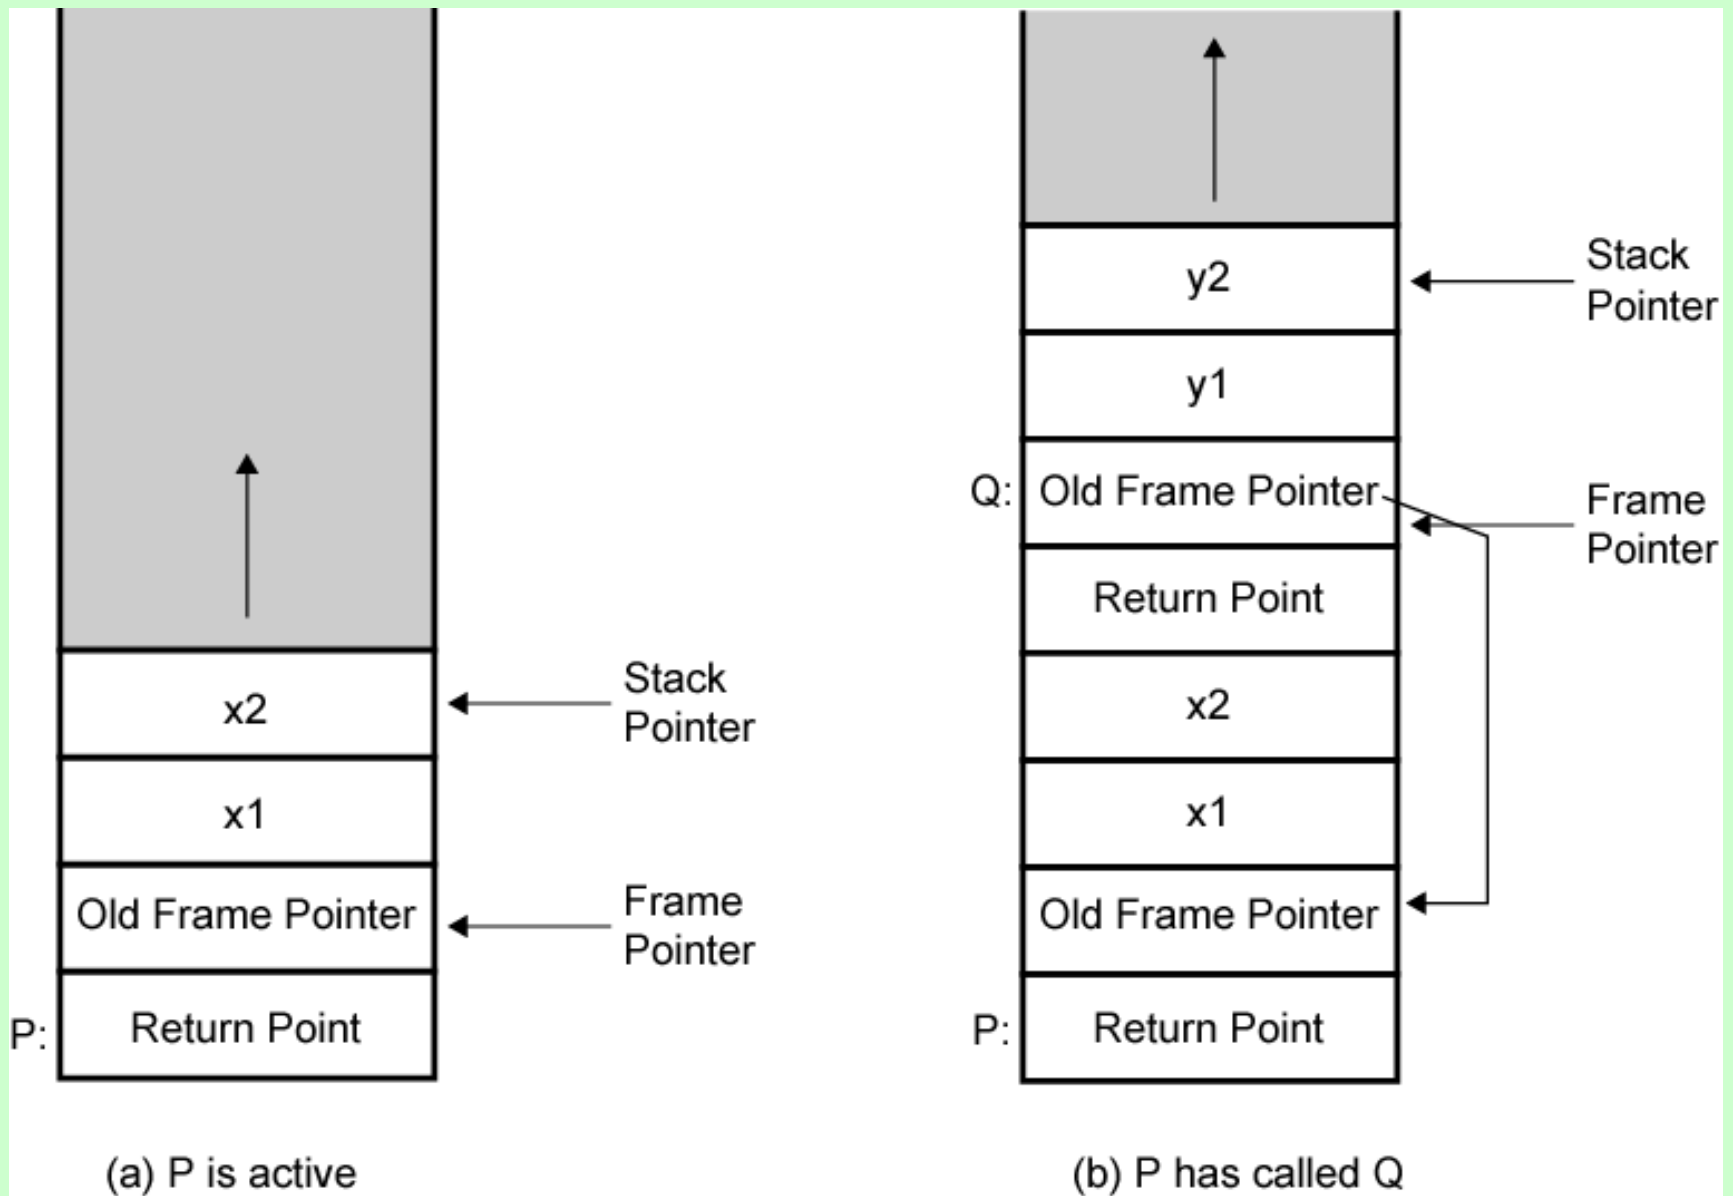 x2
x1
Old Frame Pointer
P:
Return Point
Stack
Pointer
Frame
Pointer
(a) P is active
y2
y1
Q:
Old Frame Pointer
Return Point
x2
x1
Old Frame Pointer
P:
Return Point
Stack
Pointer
Frame
Pointer
(b) P has called Q